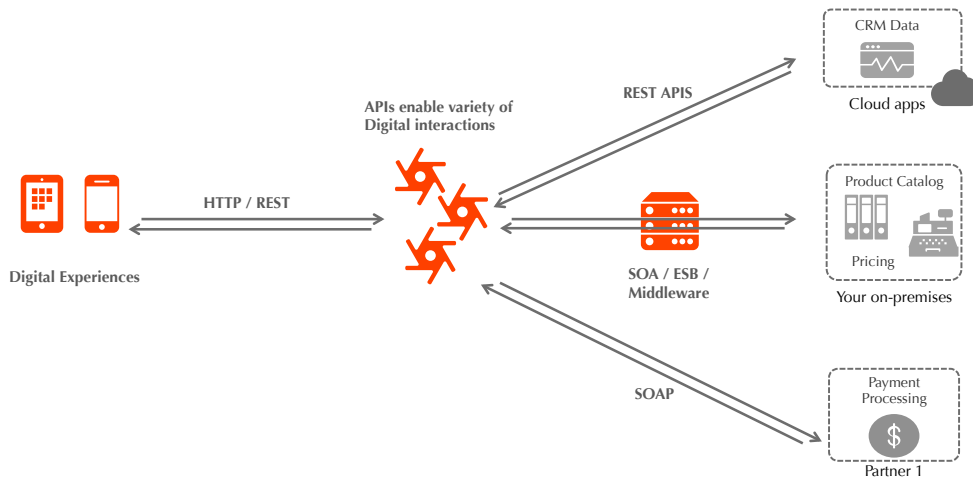 CRM Data
Cloud apps
REST APIS
APIs enable variety of
Digital interactions
HTTP / REST
Digital Experiences
Product Catalog
Pricing
Your on-premises
SOA / ESB /
Middleware
SOAP
Payment
Processing
$
Partner 1